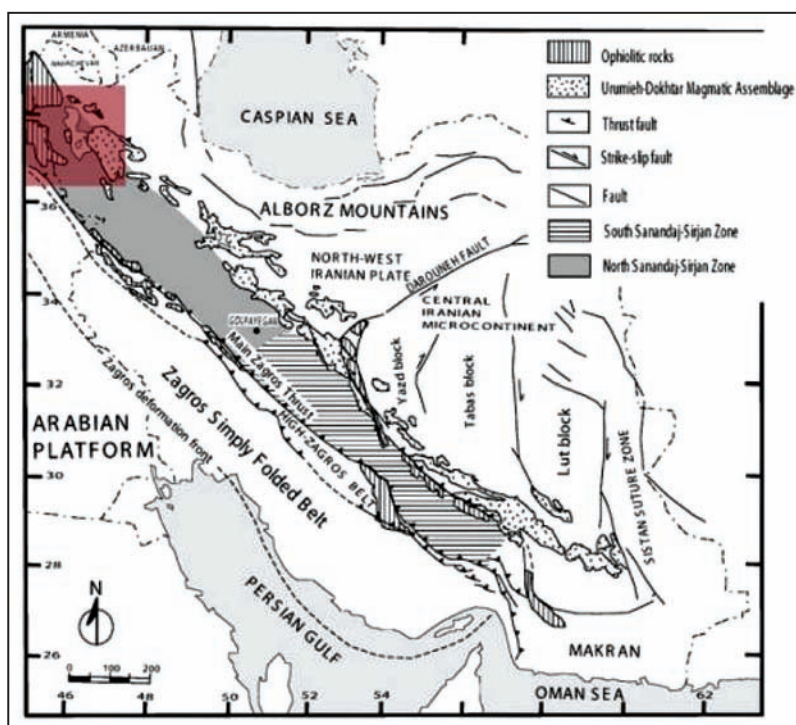 ARMENIA
AZERBAIJAN
NAKHCHEVAN
CASPIAN SEA
ALBORZ MOUNTAINS
NORTH-WEST
IRANIAN PLATE
DAROUNEH FAULT
CENTRAL
IRANIAN
MICROCONTINENT
GOLPAYEGAN
Yazd block
Tabas block
Lut block
SISTAN SUTURE ZONE
Main Zagros Thrust
HIGH-ZAGROS BELT
Zagros Simply Folded Belt
Zagros deformation front
ARABIAN
PLATFORM
PERSIAN GULF
MAKRAN
OMAN SEA
N
0 100 200
36
34
32
30
28
26
46 48 50 52 54 62
Ophiolitic rocks
Urumieh-Dokhtar Magmatic Assemblage
Thrust fault
Strike-slip fault
Fault
South Sanandaj-Sirjan Zone
North Sanandaj-Sirjan Zone